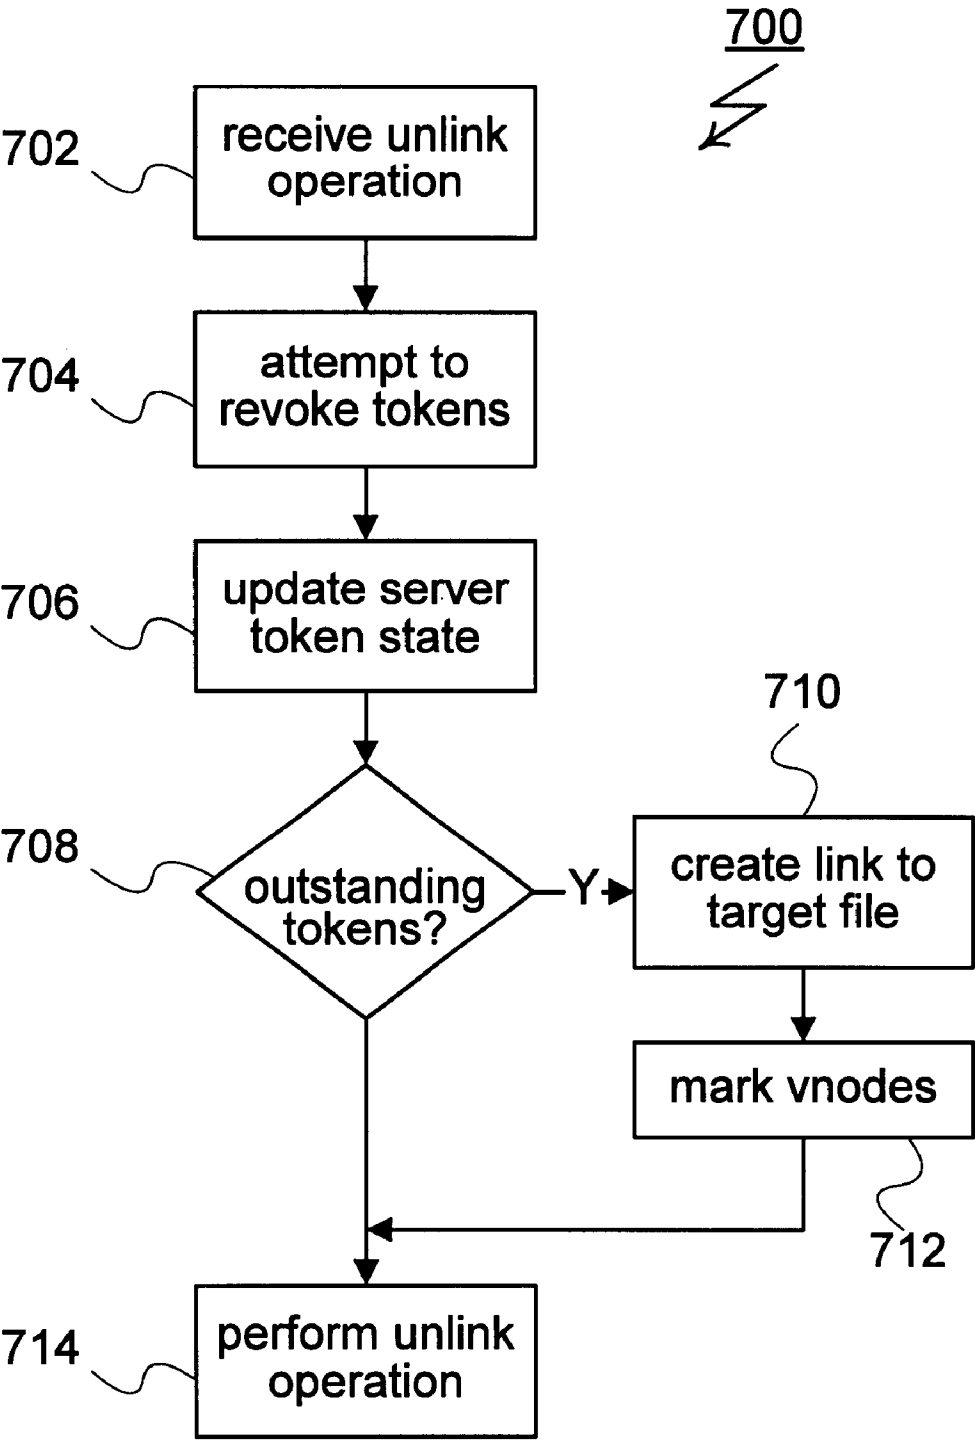 700
702
receive unlink
operation
704
attempt to
revoke tokens
706
update server
token state
708
outstanding
tokens?
Y
710
create link to
target file
mark vnodes
712
714
perform unlink
operation